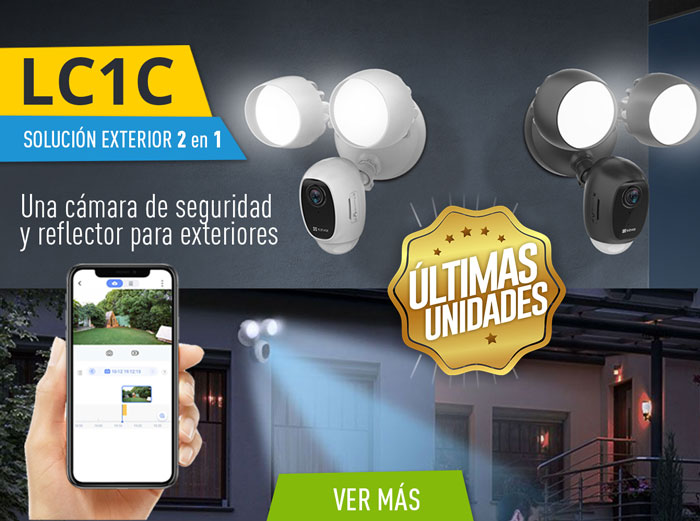 LC1C
SOLUCIÓN EXTERIOR 2 en 1
Una cámara de seguridad
y reflector para exteriores
ÚLTIMAS
UNIDADES
VER MÁS